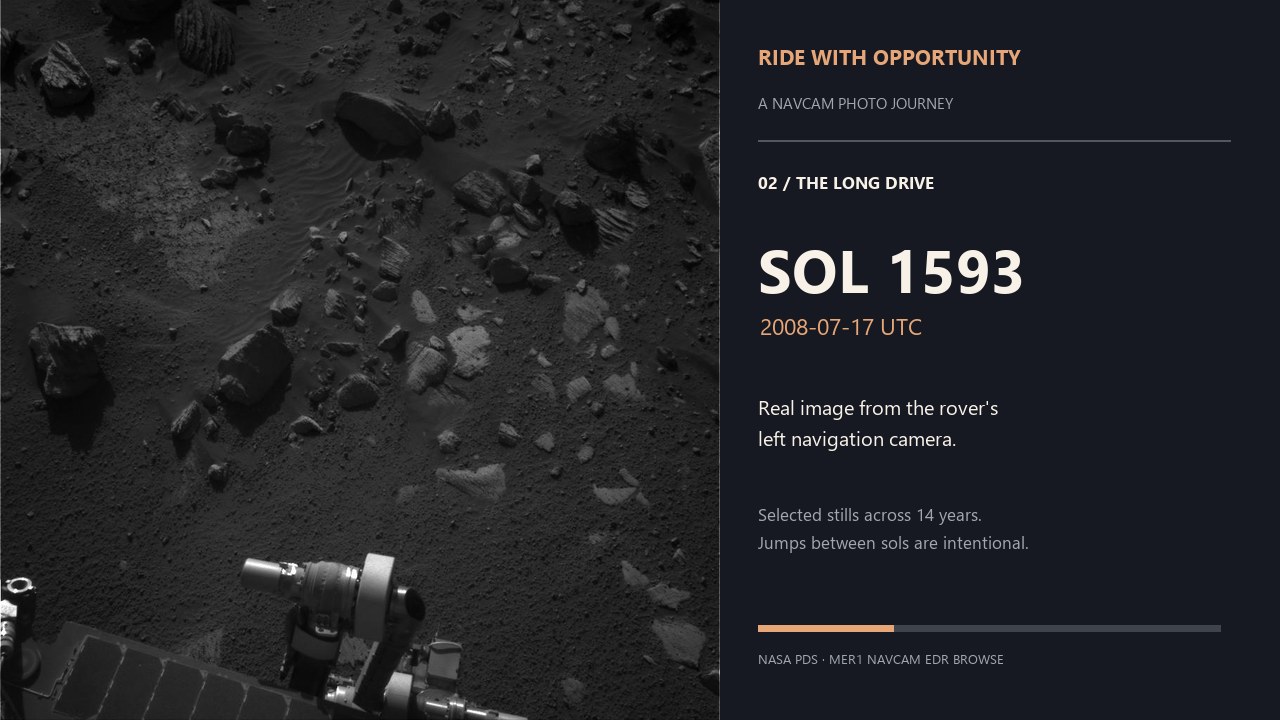 RIDE WITH OPPORTUNITY
A NAVCAM PHOTO JOURNEY
02 / THE LONG DRIVE
SOL 1593
2008-07-17 UTC
Real image from the rover's
left navigation camera.
Selected stills across 14 years.
Jumps between sols are intentional.
NASA PDS · MER1 NAVCAM EDR BROWSE